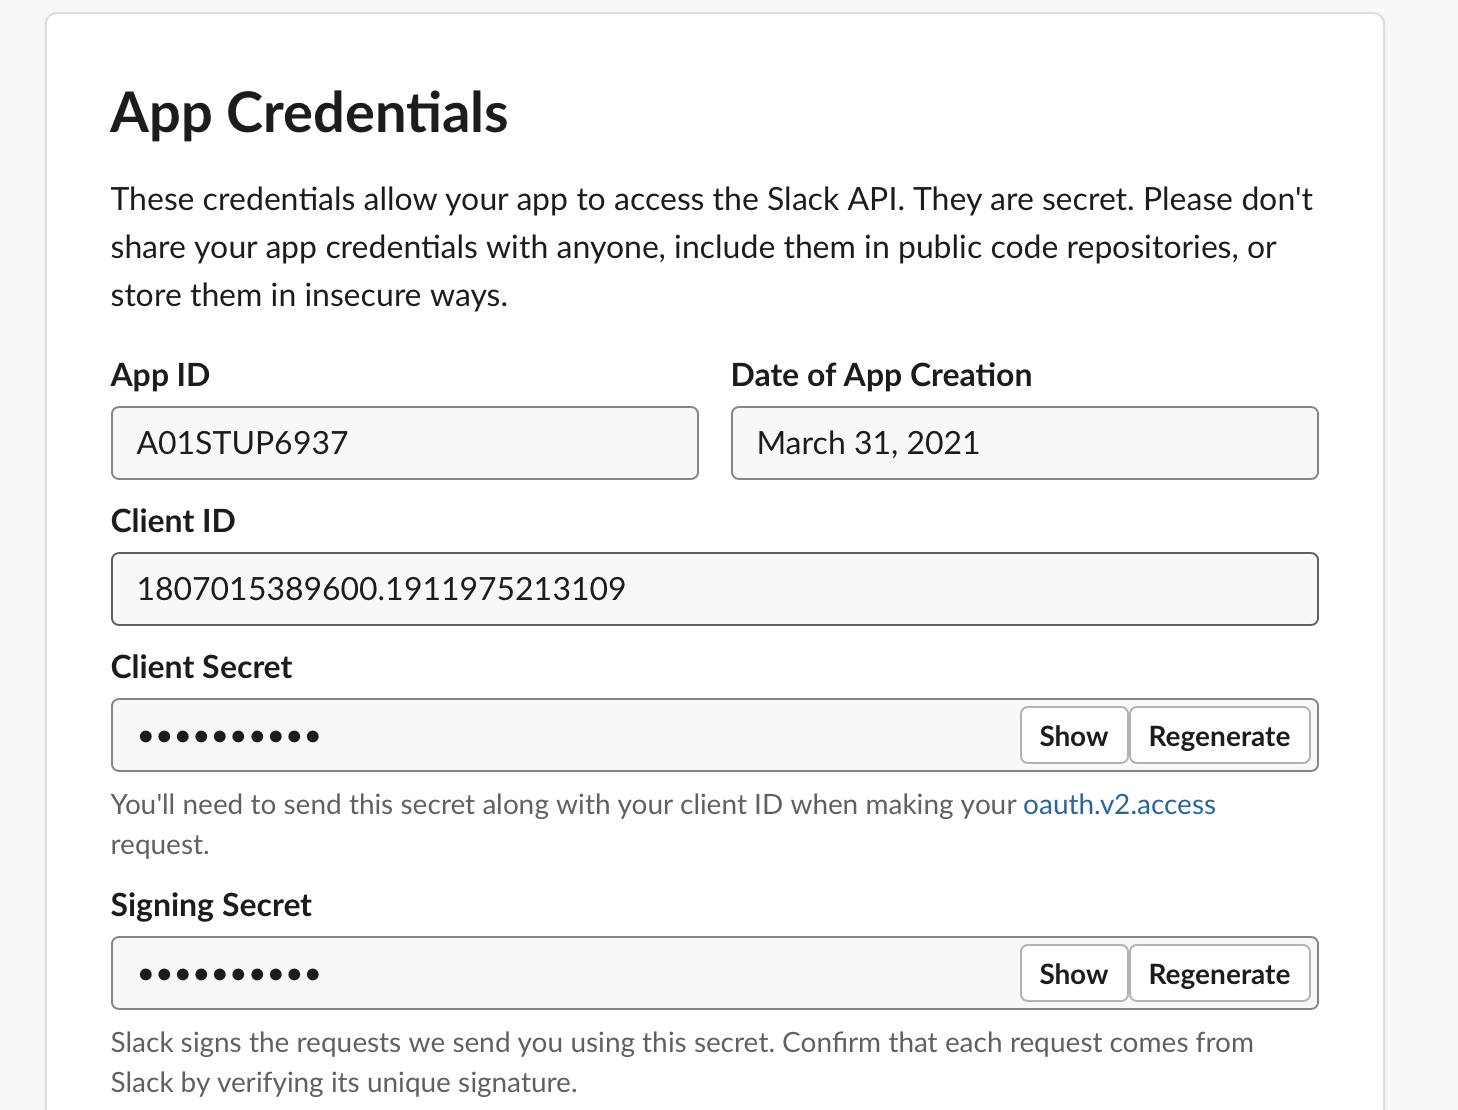 App Credentials
These credentials allow your app to access the Slack API. They are secret. Please don't
share your app credentials with anyone, include them in public code repositories, or
store them in insecure ways.
App ID
Date of App Creation
A01STUP6937
March 31, 2021
Client ID
1807015389600.1911975213109
Client Secret
••••••••••
Show
Regenerate
You'll need to send this secret along with your client ID when making your oauth.v2.access
request.
Signing Secret
••••••••••
Show
Regenerate
Slack signs the requests we send you using this secret. Confirm that each request comes from
Slack by verifying its unique signature.